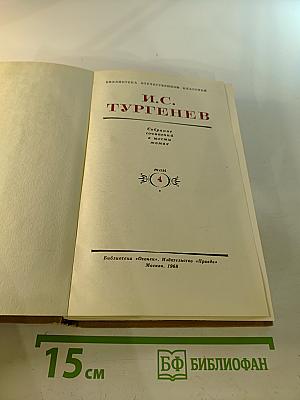 БИБЛИОТЕКА ОТЕЧЕСТВЕННОЙ КЛАССИКИ
И.С.
ТУРГЕНЕВ
Собрание
сочинений
в шести
томах
том
4
Библиотека «Огонек». Издательство «Правда»
Москва, 1968
15 см
БФ БИБЛИОФАН